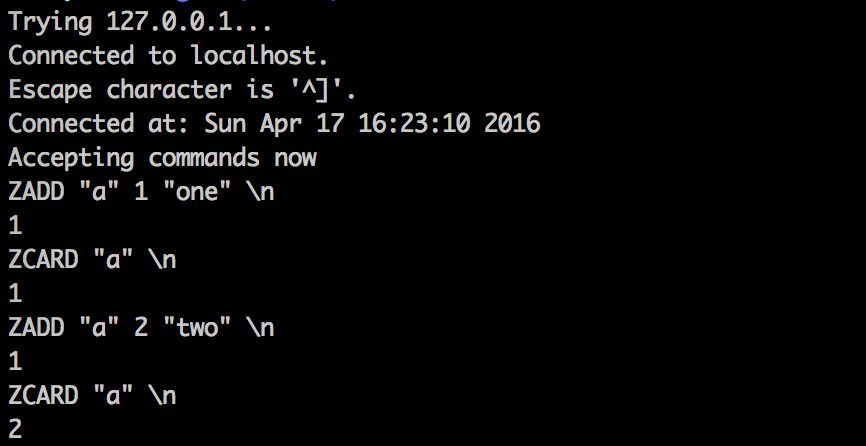 Trying 127.0.0.1...
Connected to localhost.
Escape character is '^]'.
Connected at: Sun Apr 17 16:23:10 2016
Accepting commands now
ZADD "a" 1 "one" \n
1
ZCARD "a" \n
1
ZADD "a" 2 "two" \n
1
ZCARD "a" \n
2